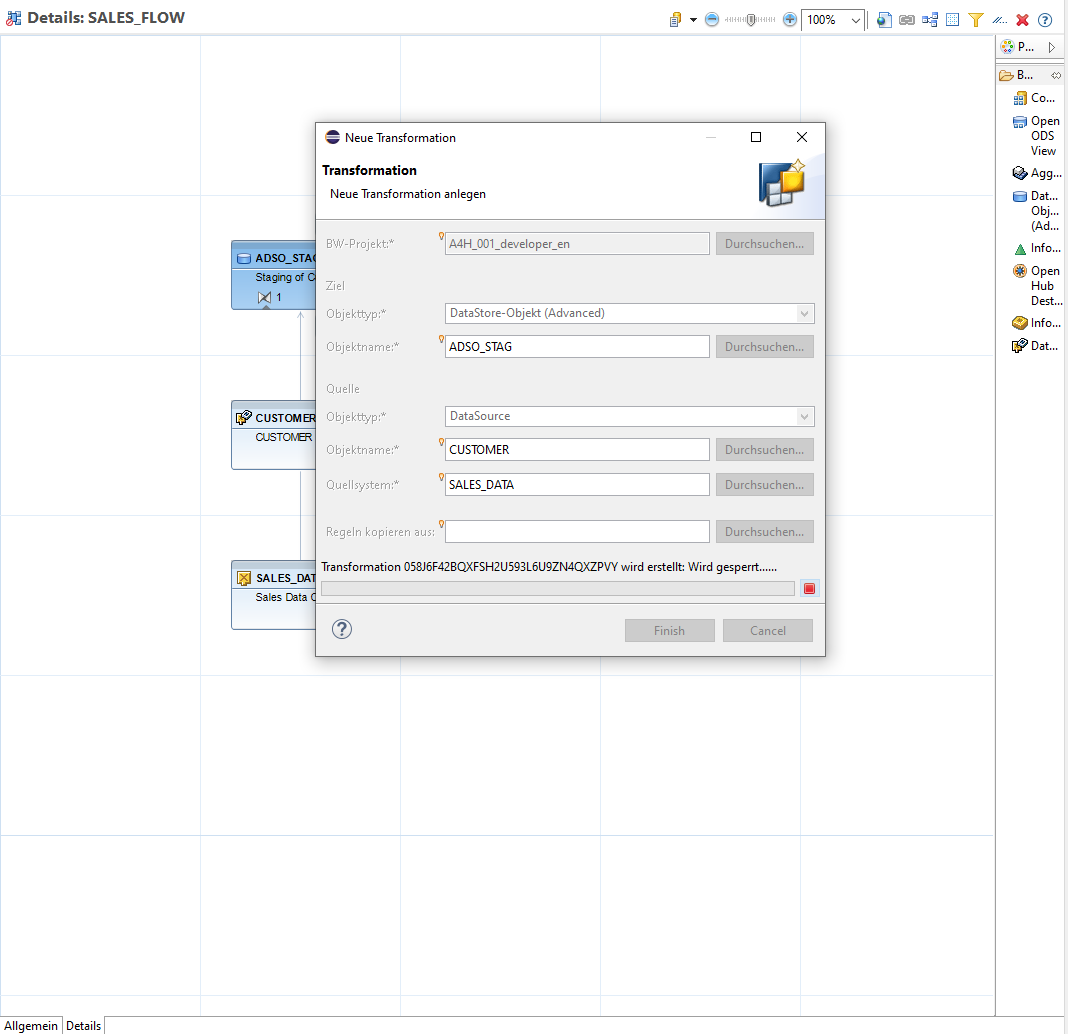 Details: SALES_FLOW
100%
P...
B...
Co...
Open
ODS
View
Agg...
Dat...
Obj...
(Ad...
Info...
Open
Hub
Dest...
Info...
Dat...
ADSO_STAG
Staging of C
1
CUSTOMER
CUSTOMER
SALES_DAT
Sales Data C
Neue Transformation
Transformation
Neue Transformation anlegen
BW-Projekt:* A4H_001_developer_en Durchsuchen...
Ziel
Objekttyp:* DataStore-Objekt (Advanced)
Objektname:* ADSO_STAG Durchsuchen...
Quelle
Objekttyp:* DataSource
Objektname:* CUSTOMER Durchsuchen...
Quellsystem:* SALES_DATA Durchsuchen...
Regeln kopieren aus: Durchsuchen...
Transformation 058J6F42BQXFSH2U593L6U9ZN4QXZPVY wird erstellt: Wird gesperrt......
Finish Cancel
Allgemein Details